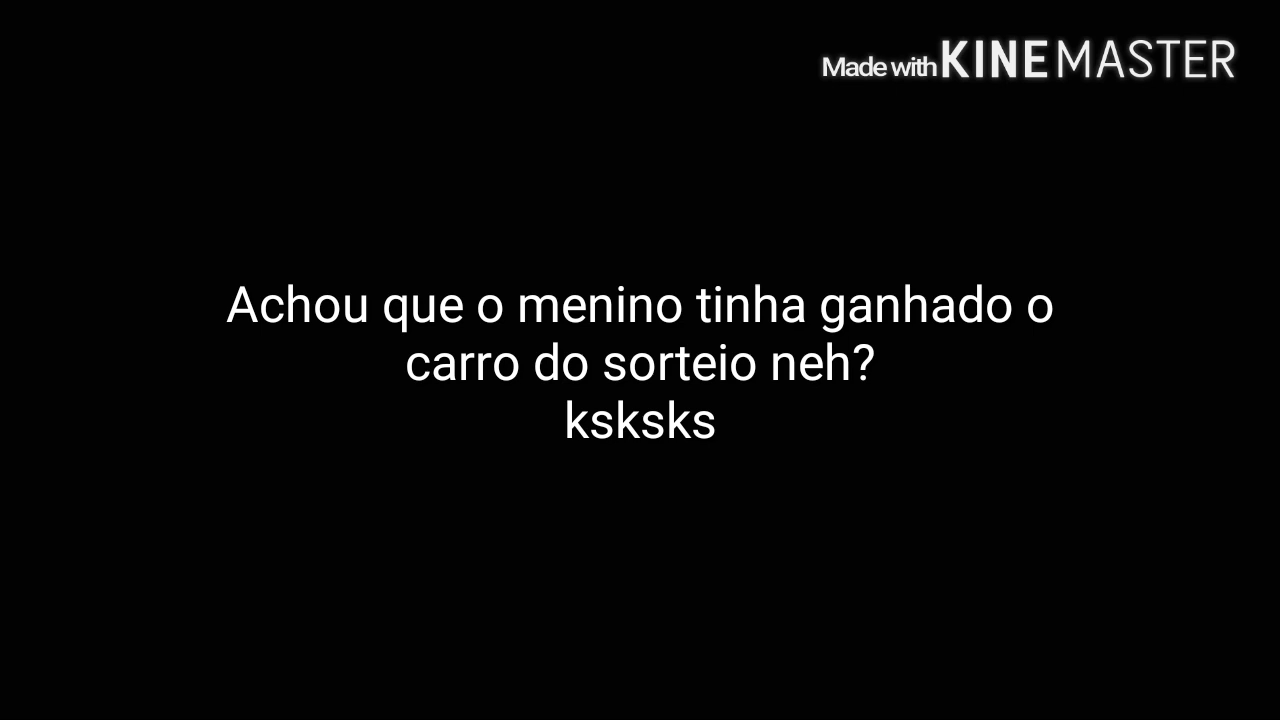 Made with KINEMASTER
Achou que o menino tinha ganhado o
carro do sorteio neh?
ksksks